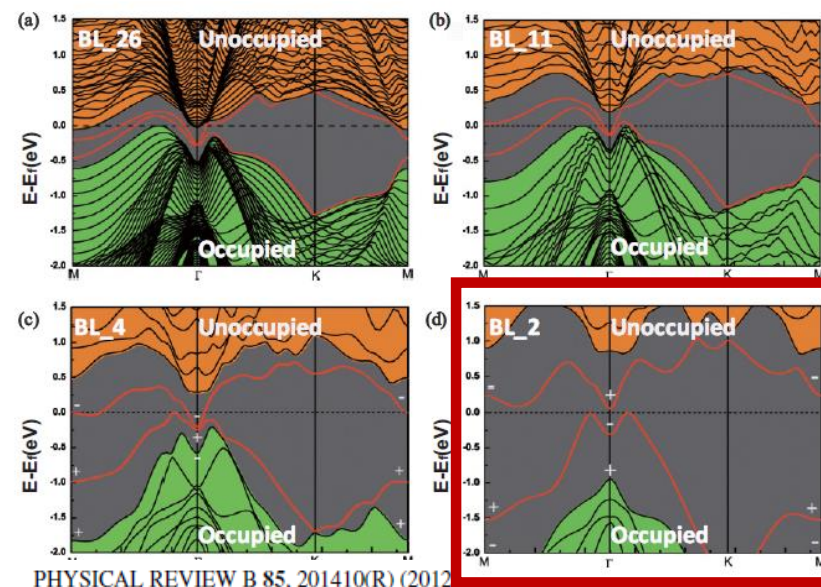 (a)
1.5
BL_26
Unoccupied
1.0
0.5
0.0
-0.5
-1.0
-1.5
-2.0
E-Ef(eV)
Occupied
M
Γ
K
M
(b)
1.5
BL_11
Unoccupied
1.0
0.5
0.0
-0.5
-1.0
-1.5
-2.0
E-Ef(eV)
Occupied
M
Γ
K
M
(c)
1.5
BL_4
Unoccupied
1.0
0.5
0.0
-0.5
-1.0
-1.5
-2.0
E-Ef(eV)
- - -
+ + +
- + +
Occupied
Γ
K
M
(d)
1.5
BL_2
Unoccupied
1.0
0.5
0.0
-0.5
-1.0
-1.5
-2.0
E-Ef(eV)
+ + -
- +
+ +
- -
Occupied
M
Γ
K
M
PHYSICAL REVIEW B 85, 201410(R) (2012